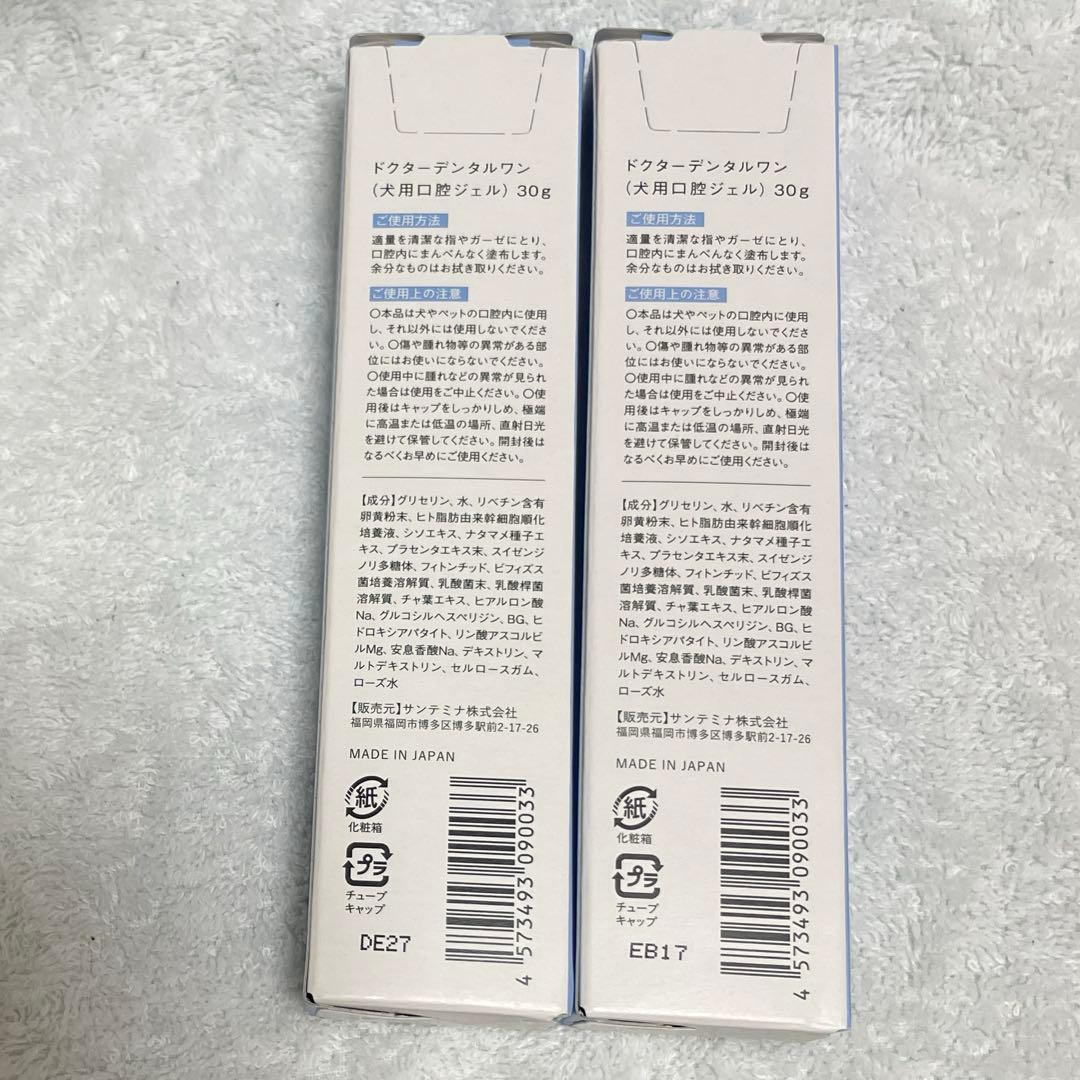 ドクターデンタルワン
(犬用口腔ジェル) 30g
ご使用方法
適量を清潔な指やガーゼにとり、
口腔内にまんべんなく塗布します。
余分なものはお拭き取りください。
ご使用上の注意
○本品は犬やペットの口腔内に使用
し、それ以外には使用しないでくださ
い。○傷や腫れ物等の異常がある部
位にはお使いにならないでください。
○使用中に腫れなどの異常が見られ
た場合は使用をご中止ください。○使
用後はキャップをしっかりしめ、極端
に高温または低温の場所、直射日光
を避けて保管してください。開封後は
なるべくお早めにご使用ください。
【成分】グリセリン、水、リベチン含有
卵黄粉末、ヒト脂肪由来幹細胞順化
培養液、シソエキス、ナタマメ種子エ
キス、プラセンタエキス末、スイゼンジ
ノリ多糖体、フィトンチッド、ビフィズス
菌培養溶解質、乳酸菌末、乳酸桿菌
溶解質、チャ葉エキス、ヒアルロン酸
Na、グルコシルヘスペリジン、BG、ヒ
ドロキシアパタイト、リン酸アスコルビ
ルMg、安息香酸Na、デキストリン、マ
ルトデキストリン、セルロースガム、
ローズ水
【販売元】サンテミナ株式会社
福岡県福岡市博多区博多駅前2-17-26
MADE IN JAPAN
紙
化粧箱
プラ
チューブ
キャップ
DE27
4 573493 090033
ドクターデンタルワン
(犬用口腔ジェル) 30g
ご使用方法
適量を清潔な指やガーゼにとり、
口腔内にまんべんなく塗布します。
余分なものはお拭き取りください。
ご使用上の注意
○本品は犬やペットの口腔内に使用
し、それ以外には使用しないでくださ
い。○傷や腫れ物等の異常がある部
位にはお使いにならないでください。
○使用中に腫れなどの異常が見られ
た場合は使用をご中止ください。○使
用後はキャップをしっかりしめ、極端
に高温または低温の場所、直射日光
を避けて保管してください。開封後は
なるべくお早めにご使用ください。
【成分】グリセリン、水、リベチン含有
卵黄粉末、ヒト脂肪由来幹細胞順化
培養液、シソエキス、ナタマメ種子エ
キス、プラセンタエキス末、スイゼンジ
ノリ多糖体、フィトンチッド、ビフィズス
菌培養溶解質、乳酸菌末、乳酸桿菌
溶解質、チャ葉エキス、ヒアルロン酸
Na、グルコシルヘスペリジン、BG、ヒ
ドロキシアパタイト、リン酸アスコルビ
ルMg、安息香酸Na、デキストリン、マ
ルトデキストリン、セルロースガム、
ローズ水
【販売元】サンテミナ株式会社
福岡県福岡市博多区博多駅前2-17-26
MADE IN JAPAN
紙
化粧箱
プラ
チューブ
キャップ
EB17
4 573493 090033